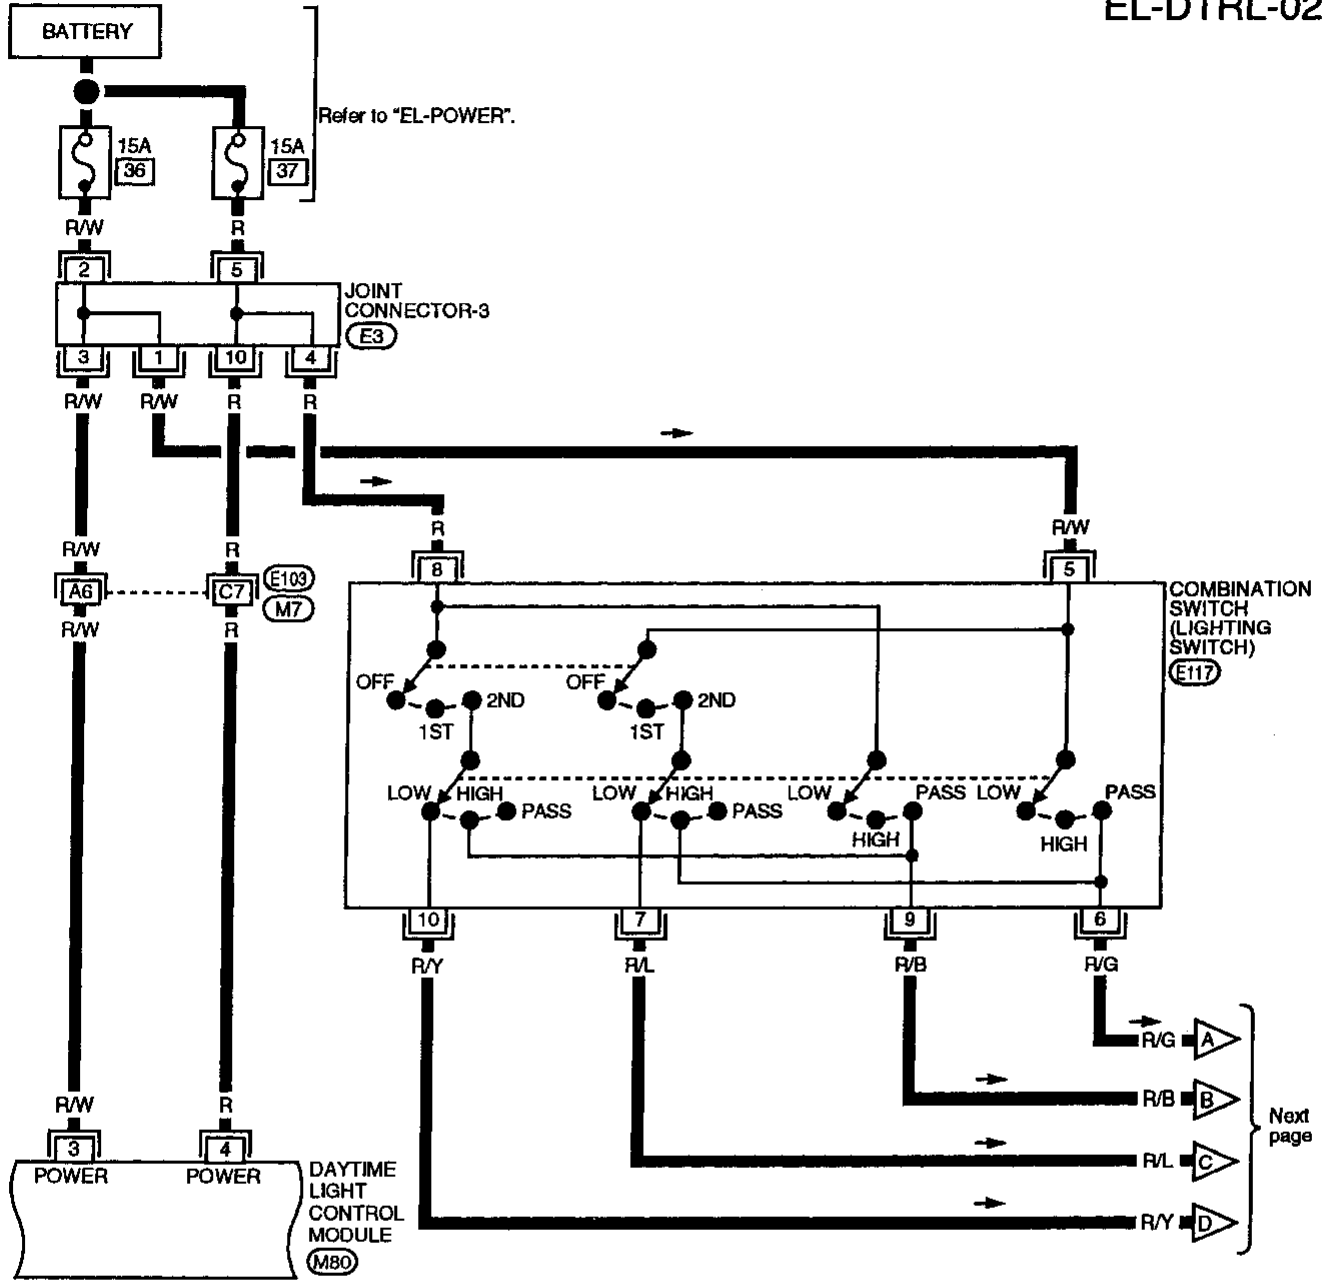 EL-DTRL-02
BATTERY
Refer to "EL-POWER".
15A
36
15A
37
R/W
R
2
5
JOINT
CONNECTOR-3
E3
3
1
10
4
R/W
R/W
R
R
R
R/W
R/W
R
8
5
A6
C7
E103
M7
R/W
R
COMBINATION
SWITCH
(LIGHTING
SWITCH)
E117
OFF
1ST
2ND
OFF
1ST
2ND
LOW
HIGH
PASS
LOW
HIGH
PASS
LOW
HIGH
PASS
LOW
HIGH
PASS
10
7
9
6
R/Y
R/L
R/B
R/G
R/G
A
R/B
B
R/L
C
R/Y
D
Next
page
R/W
R
3
4
POWER
POWER
DAYTIME
LIGHT
CONTROL
MODULE
M80